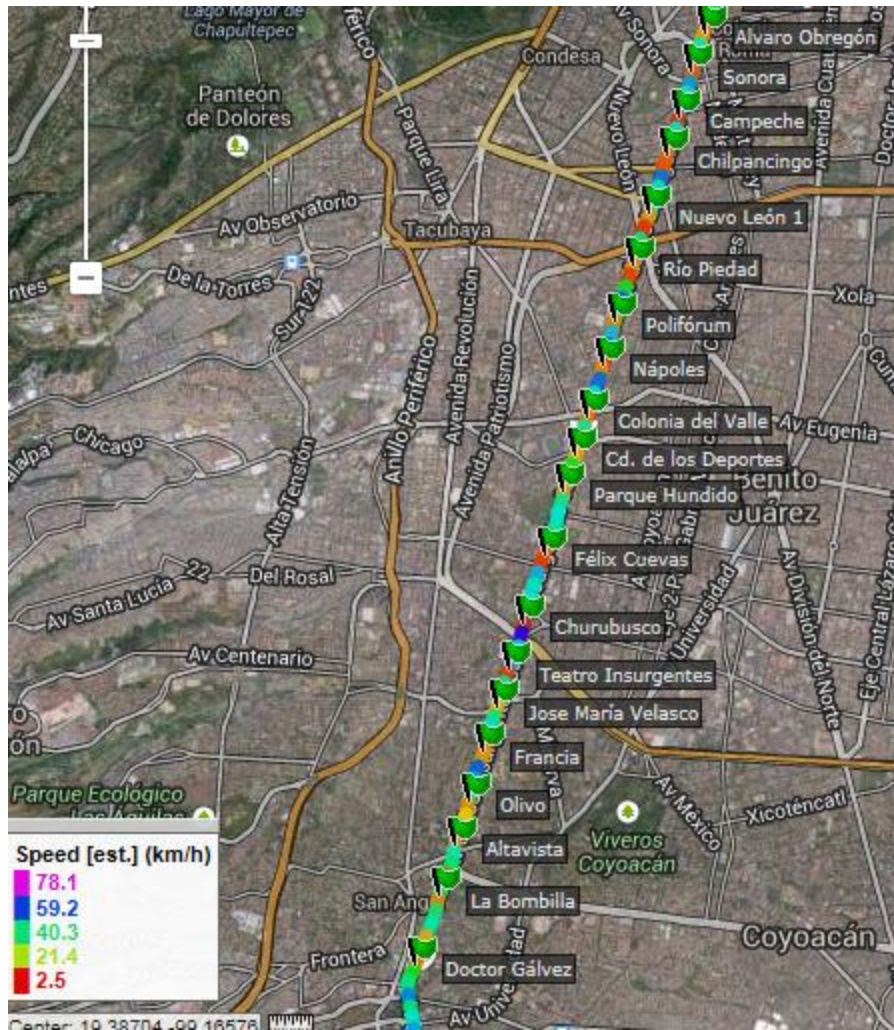 Lago Mayor de
Chapultepec
Alvaro Obregón
Condesa
Roma
Sonora
Panteón
de Dolores
Campeche
Parque Lira
Nuevo León
Chilpancingo
Av Observatorio
Nuevo León 1
Tacubaya
Río Piedad
De la Torres
Sur 122
Xola
Polifórum
Nápoles
Anillo Periférico
Avenida Revolución
Avenida Patriotismo
Colonia del Valle
Av Eugenia
Chicago
Alta Tensión
Cd. de los Deportes
Parque Hundido
Benito
Juárez
Félix Cuevas
22
Del Rosal
Av Santa Lucia
Churubusco
Universidad
Av División del Norte
Eje Central
Av Centenario
Teatro Insurgentes
Jose María Velasco
Francia
Parque Ecológico
Las Águilas
Olivo
Av México
Xicoténcatl
Altavista
Viveros
Coyoacán
Speed [est.] (km/h)
78.1
59.2
40.3
21.4
2.5
San Ang
La Bombilla
Coyoacán
Frontera
Doctor Gálvez
Av Universidad
Center: 19.38704,-99.16576